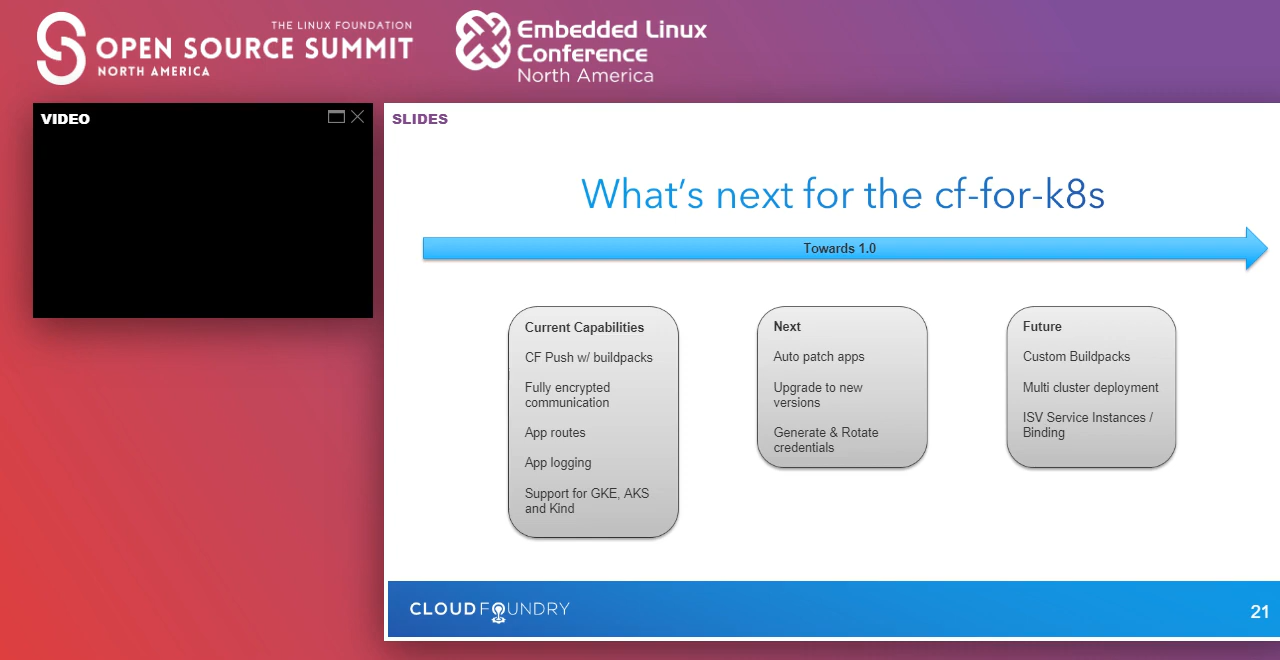 THE LINUX FOUNDATION
OPEN SOURCE SUMMIT
NORTH AMERICA
Embedded Linux
Conference
North America
VIDEO
SLIDES
What's next for the cf-for-k8s
Towards 1.0
Current Capabilities
CF Push w/ buildpacks
Fully encrypted
communication
App routes
App logging
Support for GKE, AKS
and Kind
Next
Auto patch apps
Upgrade to new
versions
Generate & Rotate
credentials
Future
Custom Buildpacks
Multi cluster deployment
ISV Service Instances /
Binding
CLOUD FOUNDRY
21